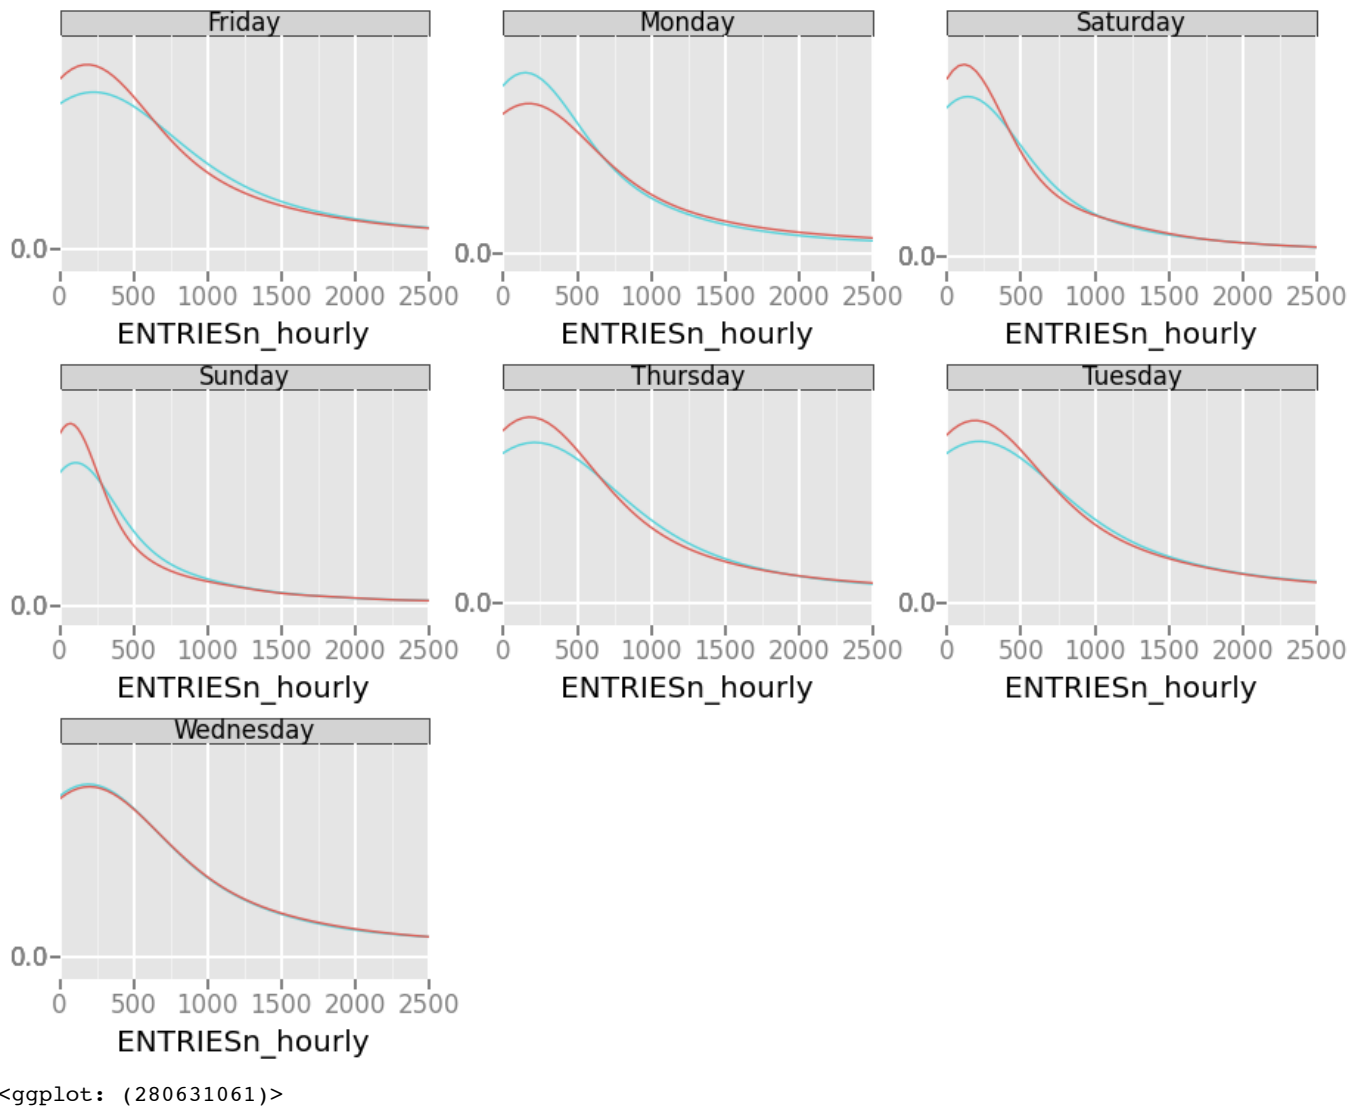 Friday Monday Saturday
0.0 0.0 0.0
0 500 1000 1500 2000 2500 0 500 1000 1500 2000 2500 0 500 1000 1500 2000 2500
ENTRIESn_hourly ENTRIESn_hourly ENTRIESn_hourly
Sunday Thursday Tuesday
0.0 0.0 0.0
0 500 1000 1500 2000 2500 0 500 1000 1500 2000 2500 0 500 1000 1500 2000 2500
ENTRIESn_hourly ENTRIESn_hourly ENTRIESn_hourly
Wednesday
0.0
0 500 1000 1500 2000 2500
ENTRIESn_hourly
<ggplot: (280631061)>